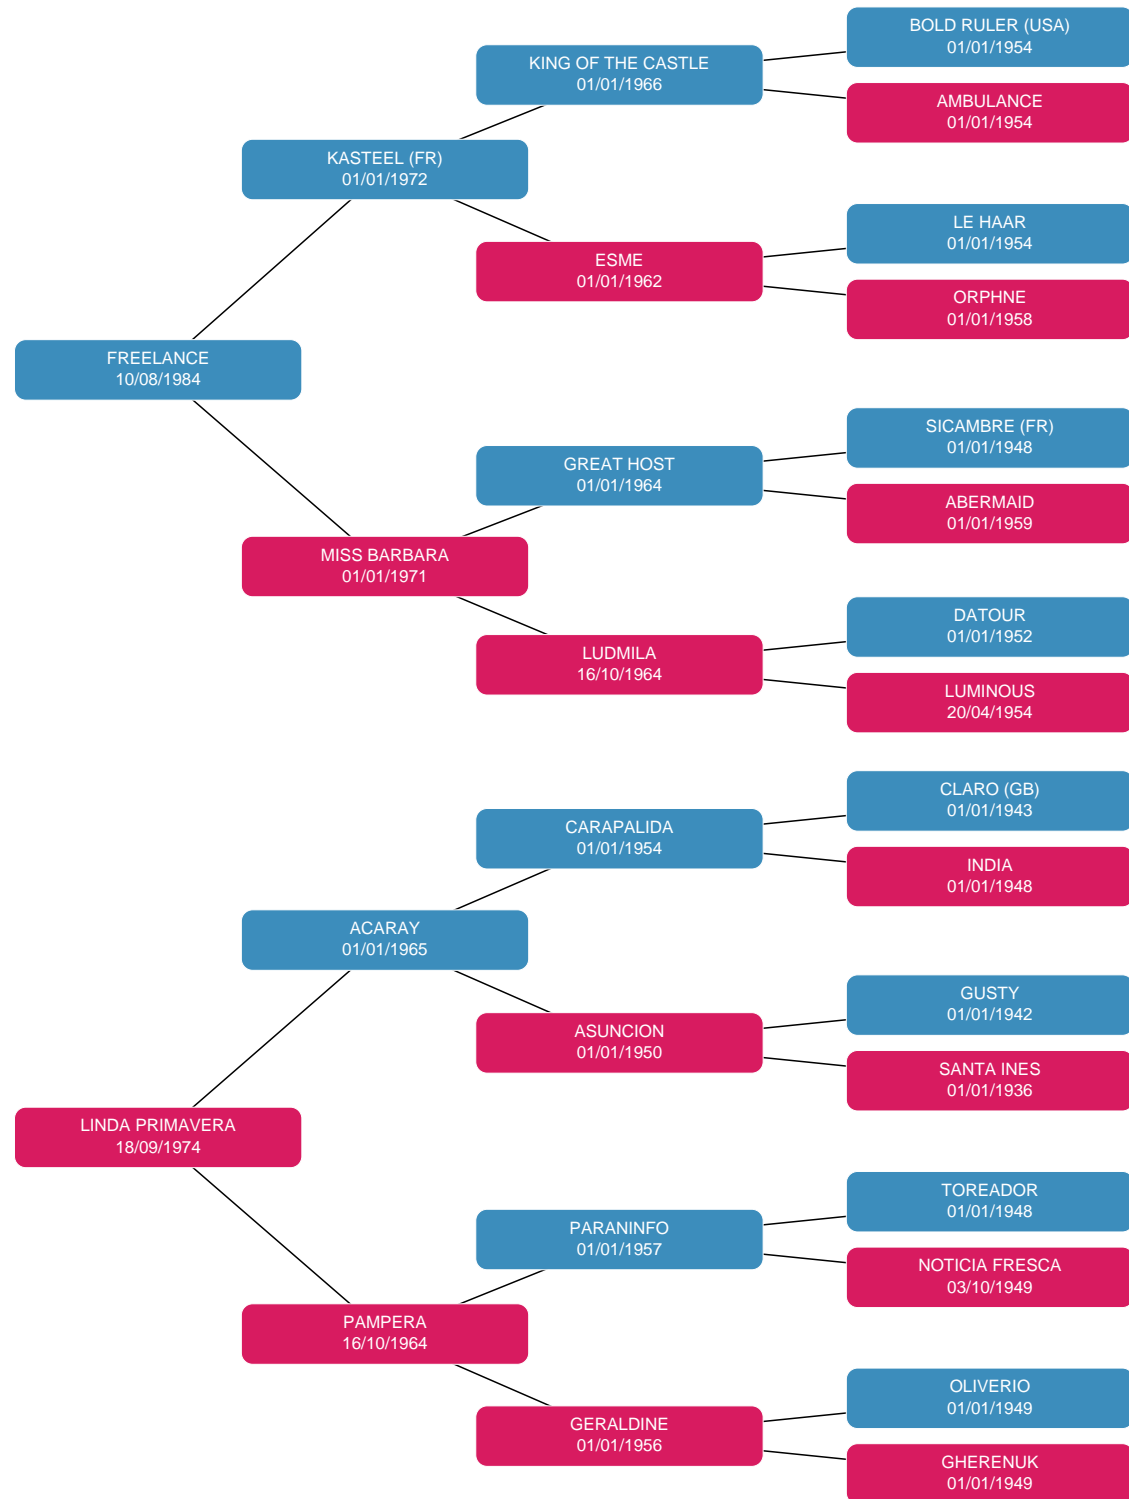 BOLD RULER (USA)
01/01/1954
KING OF THE CASTLE
01/01/1966
AMBULANCE
01/01/1954
KASTEEL (FR)
01/01/1972
LE HAAR
01/01/1954
ESME
01/01/1962
ORPHNE
01/01/1958
FREELANCE
10/08/1984
SICAMBRE (FR)
01/01/1948
GREAT HOST
01/01/1964
ABERMAID
01/01/1959
MISS BARBARA
01/01/1971
DATOUR
01/01/1952
LUDMILA
16/10/1964
LUMINOUS
20/04/1954
CLARO (GB)
01/01/1943
CARAPALIDA
01/01/1954
INDIA
01/01/1948
ACARAY
01/01/1965
GUSTY
01/01/1942
ASUNCION
01/01/1950
SANTA INES
01/01/1936
LINDA PRIMAVERA
18/09/1974
TOREADOR
01/01/1948
PARANINFO
01/01/1957
NOTICIA FRESCA
03/10/1949
PAMPERA
16/10/1964
OLIVERIO
01/01/1949
GERALDINE
01/01/1956
GHERENUK
01/01/1949